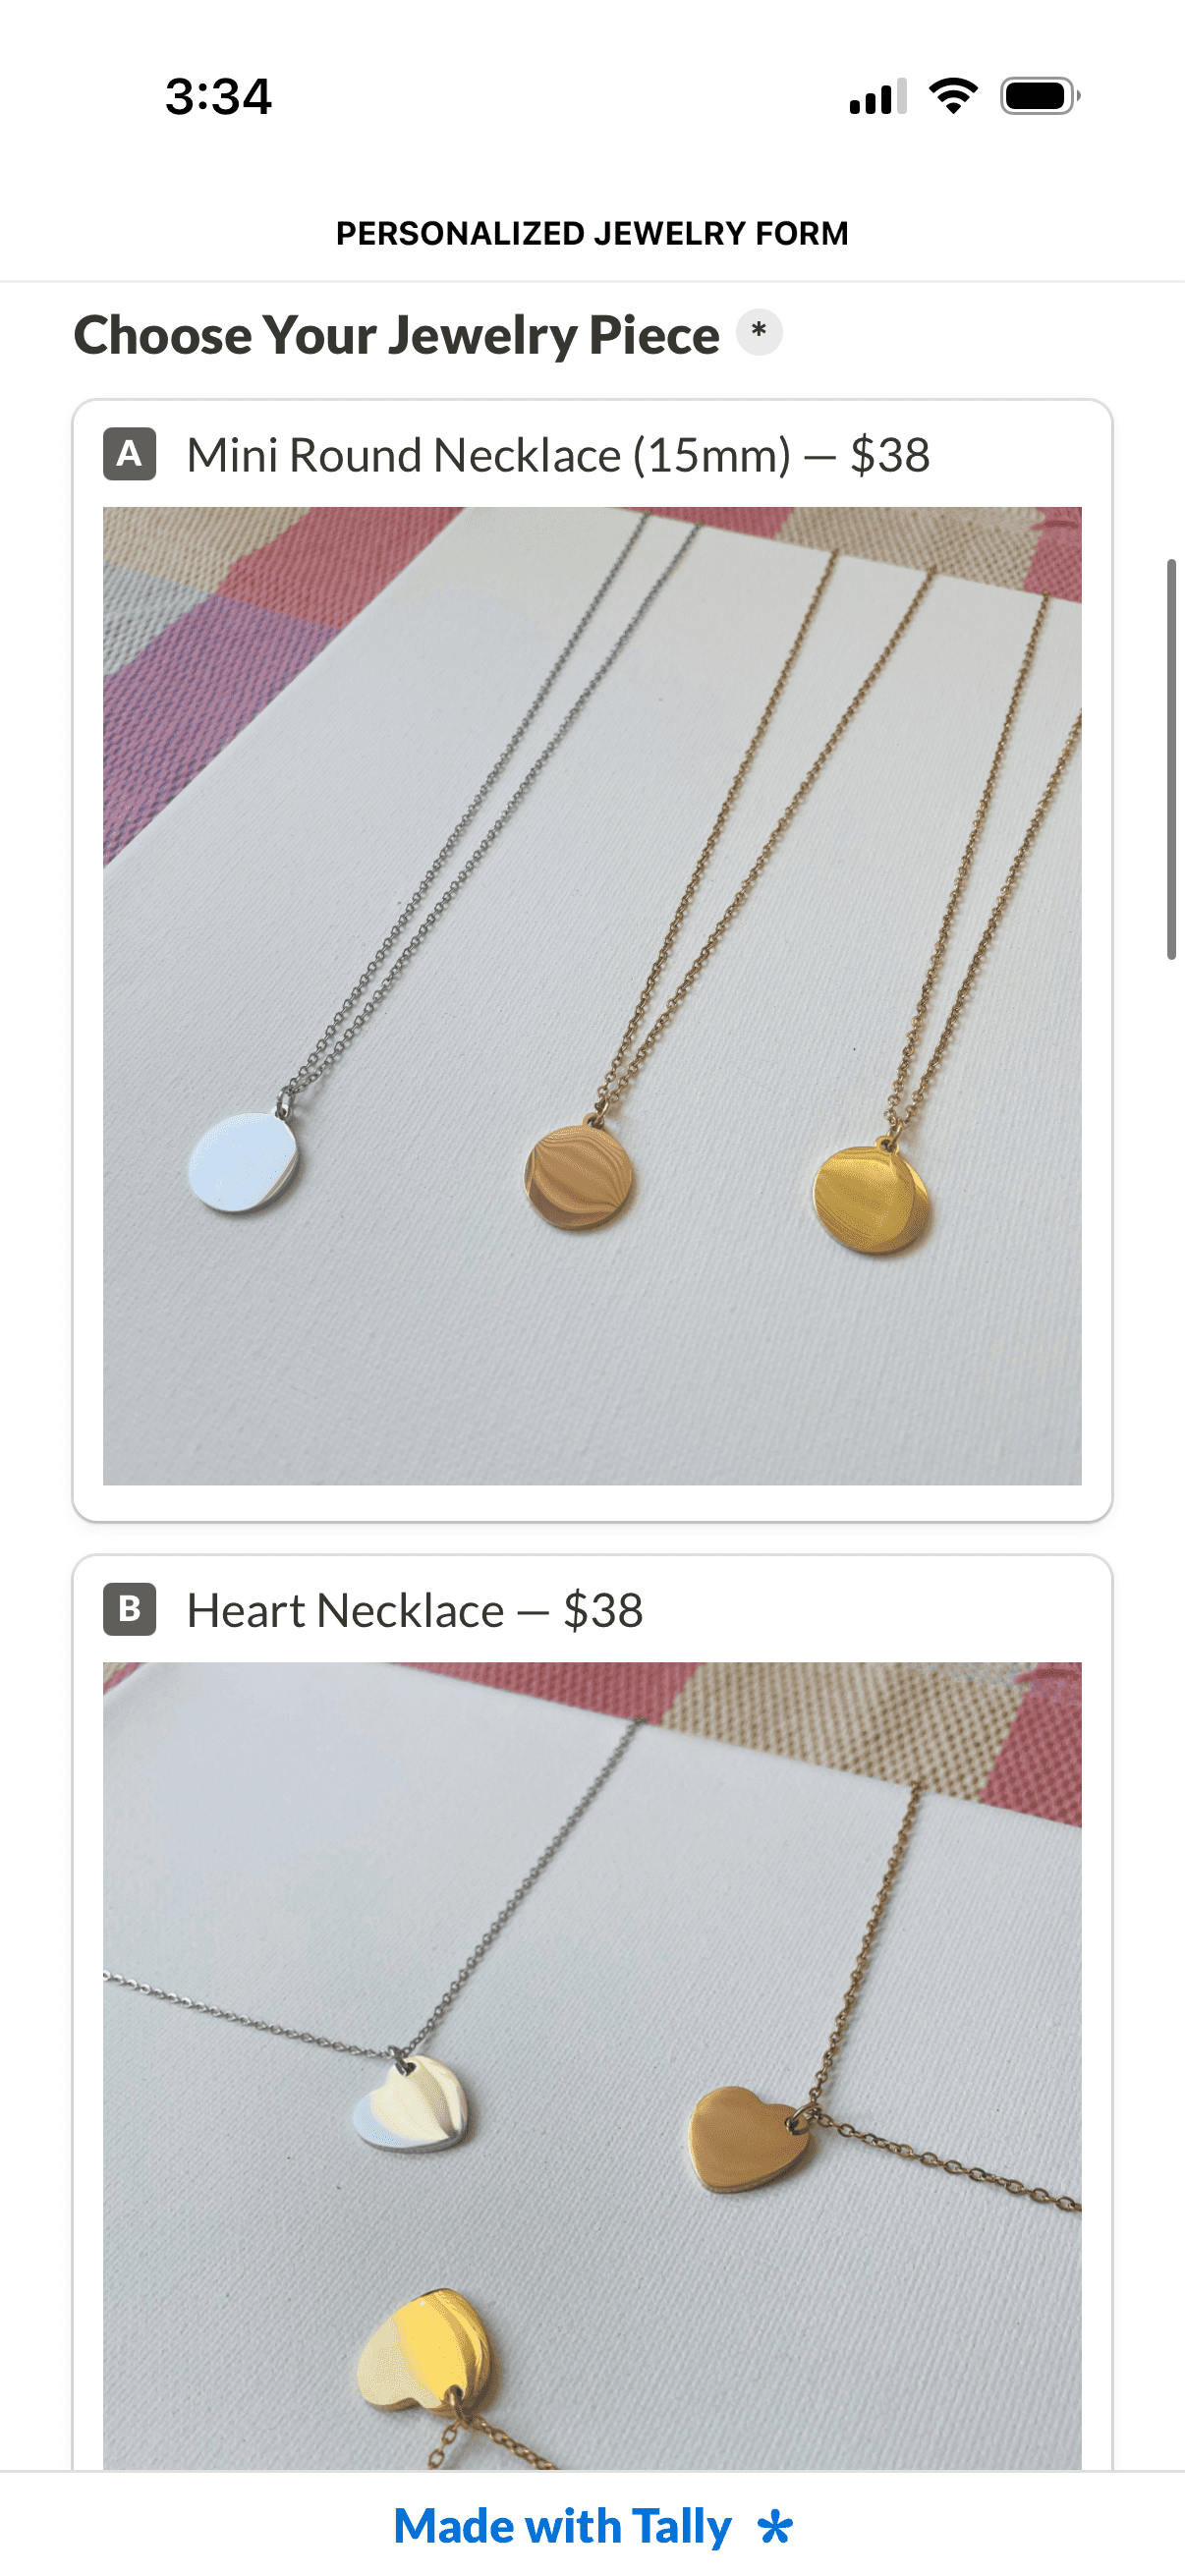 3:34
PERSONALIZED JEWELRY FORM
Choose Your Jewelry Piece *
A Mini Round Necklace (15mm) — $38
B Heart Necklace — $38
Made with Tally *